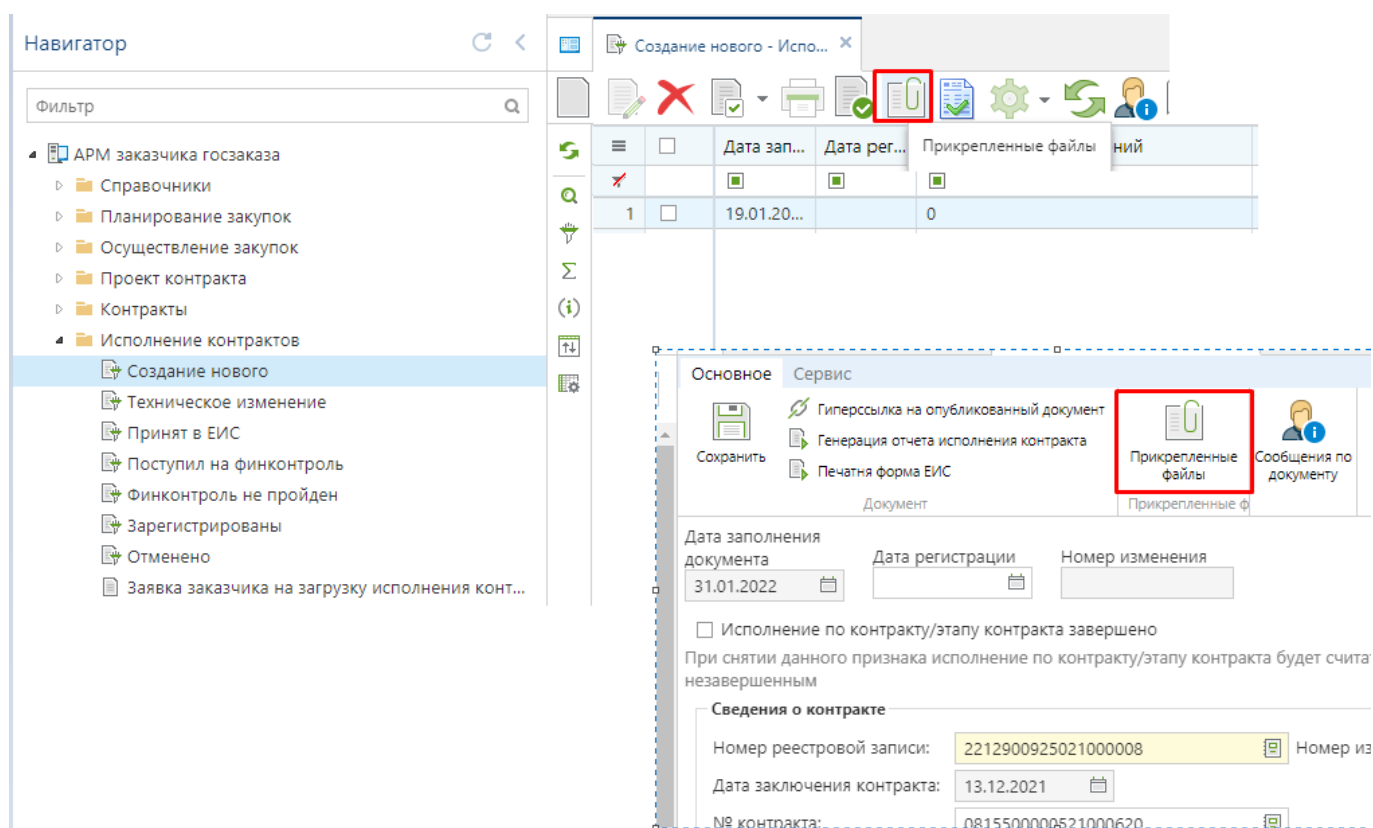 Навигатор
Фильтр
АРМ заказчика госзаказа
Справочники
Планирование закупок
Осуществление закупок
Проект контракта
Контракты
Исполнение контрактов
Создание нового
Техническое изменение
Принят в ЕИС
Поступил на финконтроль
Финконтроль не пройден
Зарегистрированы
Отменено
Заявка заказчика на загрузку исполнения конт...
Создание нового - Испо...
Дата зап... Дата рег... Прикрепленные файлы ний
1 19.01.20... 0
Основное Сервис
Сохранить
Гиперссылка на опубликованный документ
Генерация отчета исполнения контракта
Печатня форма ЕИС
Документ
Прикрепленные
файлы
Прикрепленные ф
Сообщения по
документу
Дата заполнения
документа Дата регистрации Номер изменения
31.01.2022
Исполнение по контракту/этапу контракта завершено
При снятии данного признака исполнение по контракту/этапу контракта будет счита
незавершенным
Сведения о контракте
Номер реестровой записи: 2212900925021000008 Номер из
Дата заключения контракта: 13.12.2021
№ контракта: 0815500000521000620